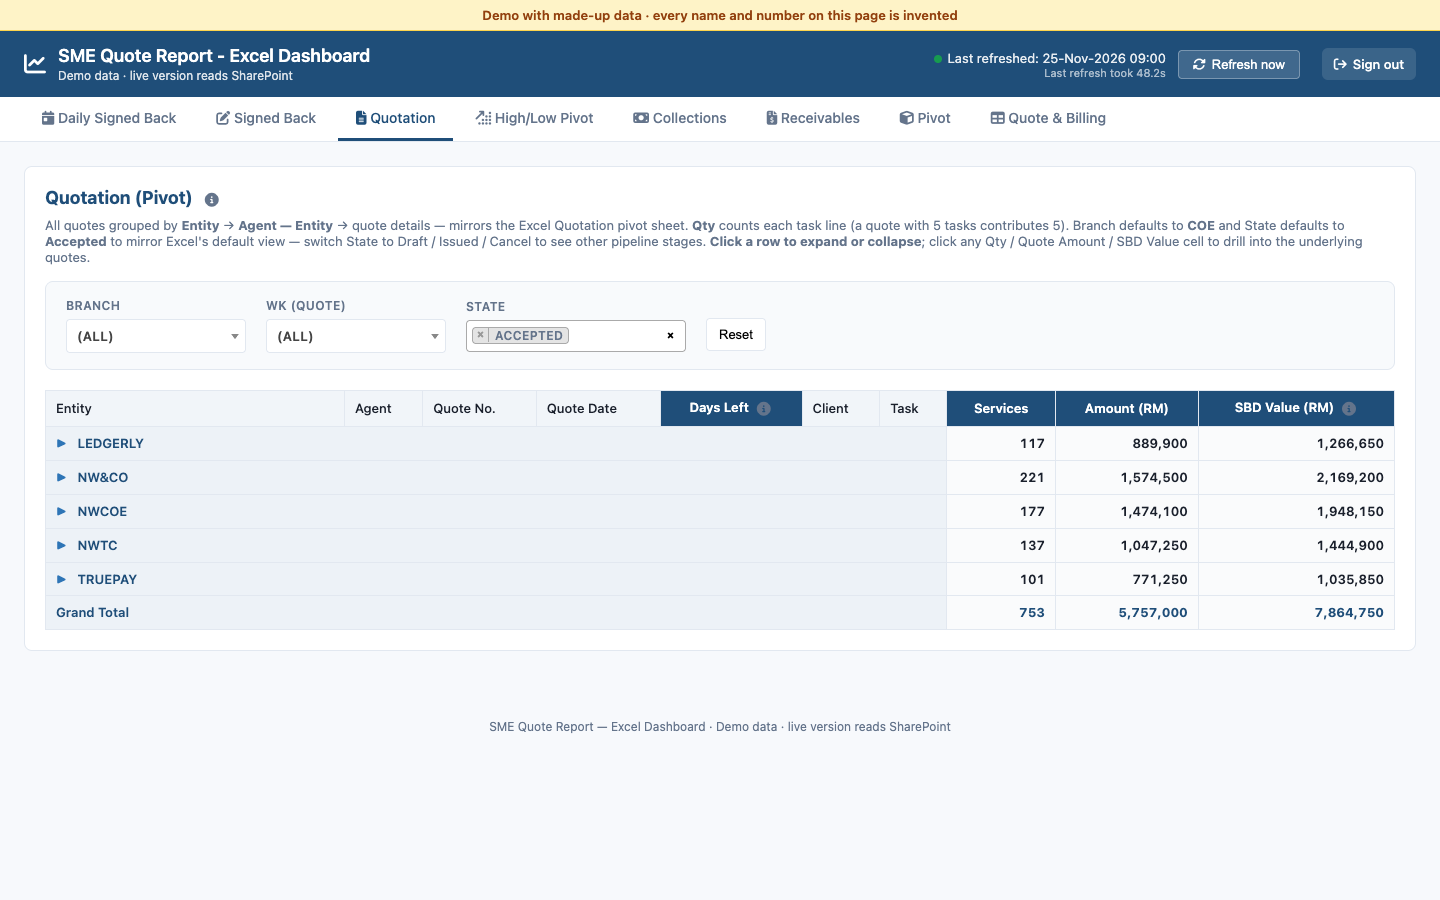 Demo with made-up data · every name and number on this page is invented
SME Quote Report - Excel Dashboard
Demo data · live version reads SharePoint
Last refreshed: 25-Nov-2026 09:00
Last refresh took 48.2s
Refresh now
Sign out
Daily Signed Back
Signed Back
Quotation
High/Low Pivot
Collections
Receivables
Pivot
Quote & Billing
Quotation (Pivot)
All quotes grouped by Entity → Agent — Entity → quote details — mirrors the Excel Quotation pivot sheet. Qty counts each task line (a quote with 5 tasks contributes 5). Branch defaults to COE and State defaults to
Accepted to mirror Excel's default view — switch State to Draft / Issued / Cancel to see other pipeline stages. Click a row to expand or collapse; click any Qty / Quote Amount / SBD Value cell to drill into the underlying
quotes.
BRANCH WK (QUOTE) STATE
(ALL) (ALL) × ACCEPTED × Reset
Entity Agent Quote No. Quote Date Days Left Client Task Services Amount (RM) SBD Value (RM)
▶ LEDGERLY 117 889,900 1,266,650
▶ NW&CO 221 1,574,500 2,169,200
▶ NWCOE 177 1,474,100 1,948,150
▶ NWTC 137 1,047,250 1,444,900
▶ TRUEPAY 101 771,250 1,035,850
Grand Total 753 5,757,000 7,864,750
SME Quote Report — Excel Dashboard · Demo data · live version reads SharePoint